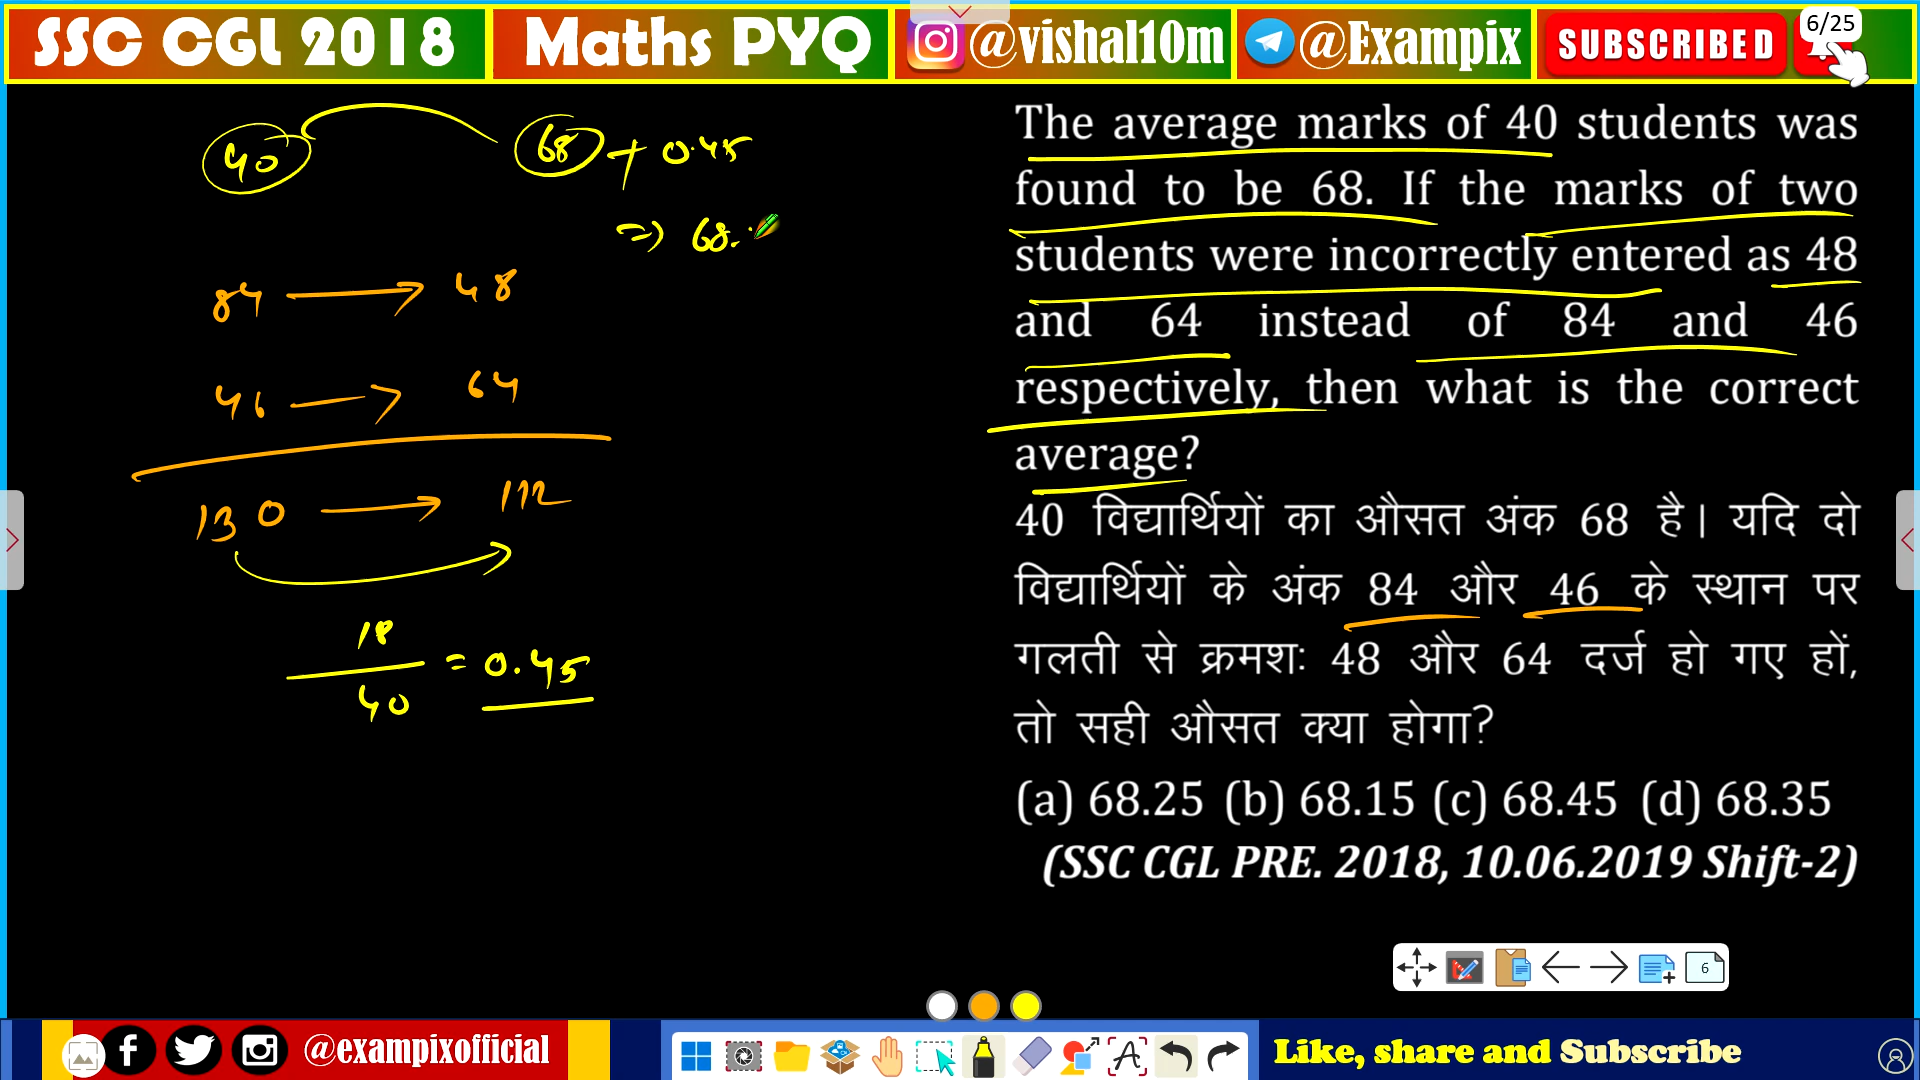 SSC CGL 2018 Maths PYQ @vishal10m @Exampix SUBSCRIBED 6/25
40 68 + 0.45
⇒ 68.
84 → 48
46 → 64
130 → 112
18
40
= 0.45
The average marks of 40 students was
found to be 68. If the marks of two
students were incorrectly entered as 48
and 64 instead of 84 and 46
respectively, then what is the correct
average?
40 विद्यार्थियों का औसत अंक 68 है। यदि दो
विद्यार्थियों के अंक 84 और 46 के स्थान पर
गलती से क्रमशः 48 और 64 दर्ज हो गए हों,
तो सही औसत क्या होगा?
(a) 68.25 (b) 68.15 (c) 68.45 (d) 68.35
(SSC CGL PRE. 2018, 10.06.2019 Shift-2)
6
@exampixofficial
Like, share and Subscribe